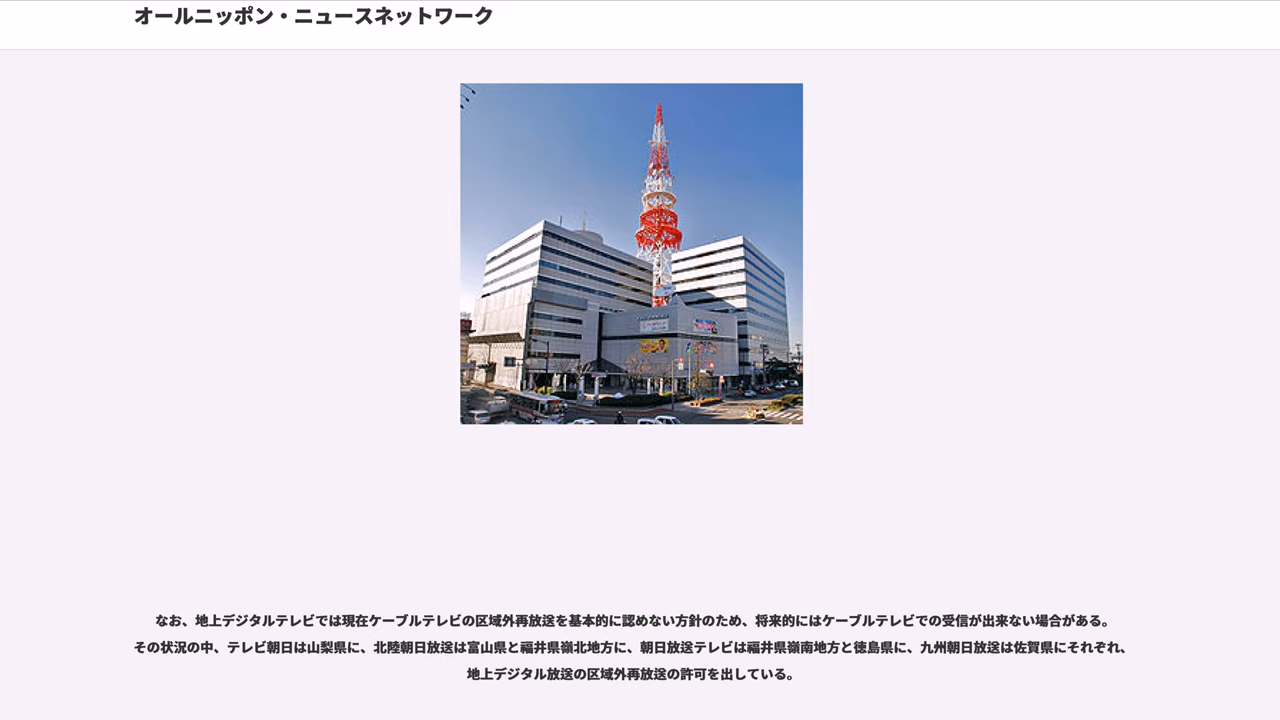 オールニッポン・ニュースネットワーク
なお、地上デジタルテレビでは現在ケーブルテレビの区域外再放送を基本的に認めない方針のため、将来的にはケーブルテレビでの受信が出来ない場合がある。
その状況の中、テレビ朝日は山梨県に、北陸朝日放送は富山県と福井県嶺北地方に、朝日放送テレビは福井県嶺南地方と徳島県に、九州朝日放送は佐賀県にそれぞれ、
地上デジタル放送の区域外再放送の許可を出している。